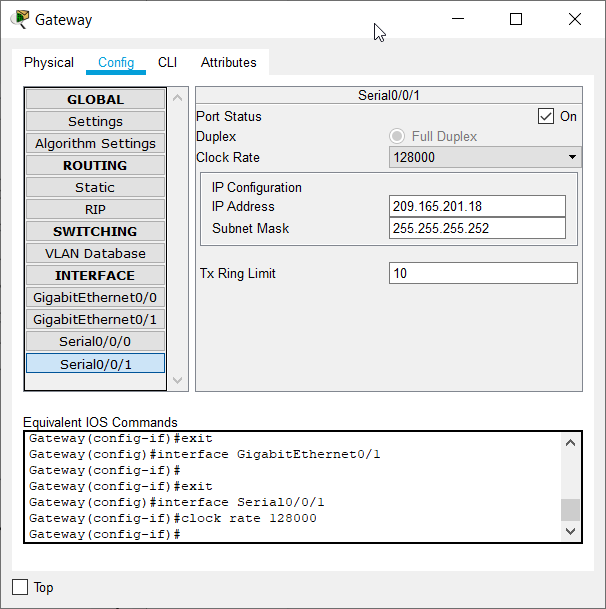 Gateway
Physical Config CLI Attributes
GLOBAL
Settings
Algorithm Settings
ROUTING
Static
RIP
SWITCHING
VLAN Database
INTERFACE
GigabitEthernet0/0
GigabitEthernet0/1
Serial0/0/0
Serial0/0/1
Serial0/0/1
Port Status On
Duplex Full Duplex
Clock Rate 128000
IP Configuration
IP Address 209.165.201.18
Subnet Mask 255.255.255.252
Tx Ring Limit 10
Equivalent IOS Commands
Gateway(config-if)#exit
Gateway(config)#interface GigabitEthernet0/1
Gateway(config-if)#
Gateway(config-if)#exit
Gateway(config)#interface Serial0/0/1
Gateway(config-if)#clock rate 128000
Gateway(config-if)#
Top